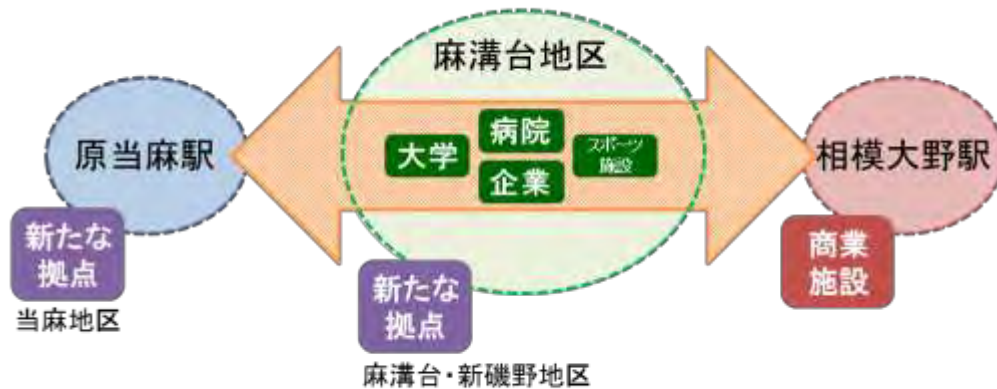 麻溝台地区
原当麻駅
大学
病院
企業
スポーツ
施設
相模大野駅
新たな
拠点
当麻地区
新たな
拠点
麻溝台・新磯野地区
商業
施設